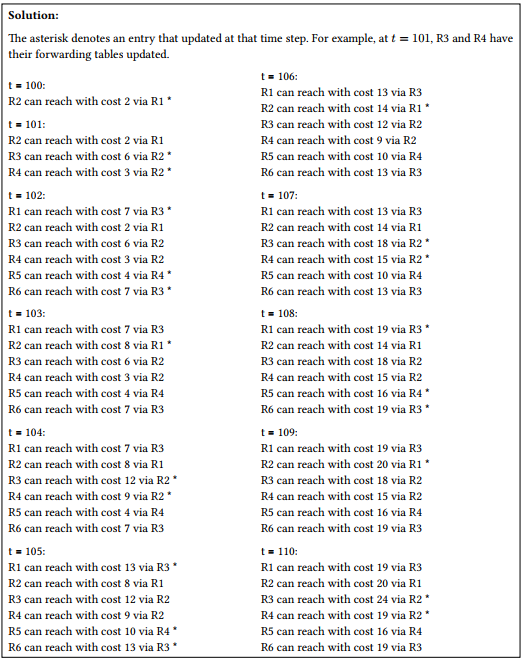 Solution:
The asterisk denotes an entry that updated at that time step. For example, at t = 101, R3 and R4 have
their forwarding tables updated.
t = 100:
R2 can reach with cost 2 via R1 *
t = 101:
R2 can reach with cost 2 via R1
R3 can reach with cost 6 via R2 *
R4 can reach with cost 3 via R2 *
t = 102:
R1 can reach with cost 7 via R3 *
R2 can reach with cost 2 via R1
R3 can reach with cost 6 via R2
R4 can reach with cost 3 via R2
R5 can reach with cost 4 via R4 *
R6 can reach with cost 7 via R3 *
t = 103:
R1 can reach with cost 7 via R3
R2 can reach with cost 8 via R1 *
R3 can reach with cost 6 via R2
R4 can reach with cost 3 via R2
R5 can reach with cost 4 via R4
R6 can reach with cost 7 via R3
t = 104:
R1 can reach with cost 7 via R3
R2 can reach with cost 8 via R1
R3 can reach with cost 12 via R2 *
R4 can reach with cost 9 via R2 *
R5 can reach with cost 4 via R4
R6 can reach with cost 7 via R3
t = 105:
R1 can reach with cost 13 via R3 *
R2 can reach with cost 8 via R1
R3 can reach with cost 12 via R2
R4 can reach with cost 9 via R2
R5 can reach with cost 10 via R4 *
R6 can reach with cost 13 via R3 *
t = 106:
R1 can reach with cost 13 via R3
R2 can reach with cost 14 via R1 *
R3 can reach with cost 12 via R2
R4 can reach with cost 9 via R2
R5 can reach with cost 10 via R4
R6 can reach with cost 13 via R3
t = 107:
R1 can reach with cost 13 via R3
R2 can reach with cost 14 via R1
R3 can reach with cost 18 via R2 *
R4 can reach with cost 15 via R2 *
R5 can reach with cost 10 via R4
R6 can reach with cost 13 via R3
t = 108:
R1 can reach with cost 19 via R3 *
R2 can reach with cost 14 via R1
R3 can reach with cost 18 via R2
R4 can reach with cost 15 via R2
R5 can reach with cost 16 via R4 *
R6 can reach with cost 19 via R3 *
t = 109:
R1 can reach with cost 19 via R3
R2 can reach with cost 20 via R1 *
R3 can reach with cost 18 via R2
R4 can reach with cost 15 via R2
R5 can reach with cost 16 via R4
R6 can reach with cost 19 via R3
t = 110:
R1 can reach with cost 19 via R3
R2 can reach with cost 20 via R1
R3 can reach with cost 24 via R2 *
R4 can reach with cost 19 via R2 *
R5 can reach with cost 16 via R4
R6 can reach with cost 19 via R3